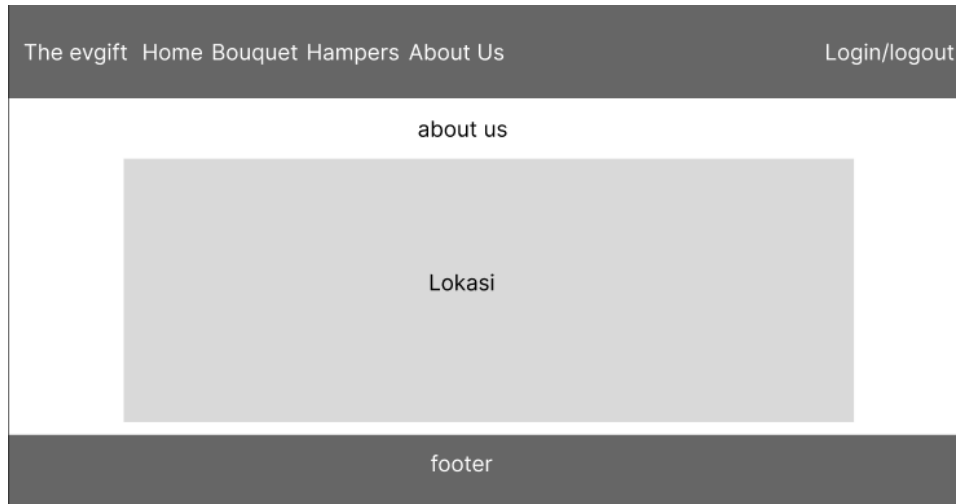 The evgift Home Bouquet Hampers About Us Login/logout
about us
Lokasi
footer